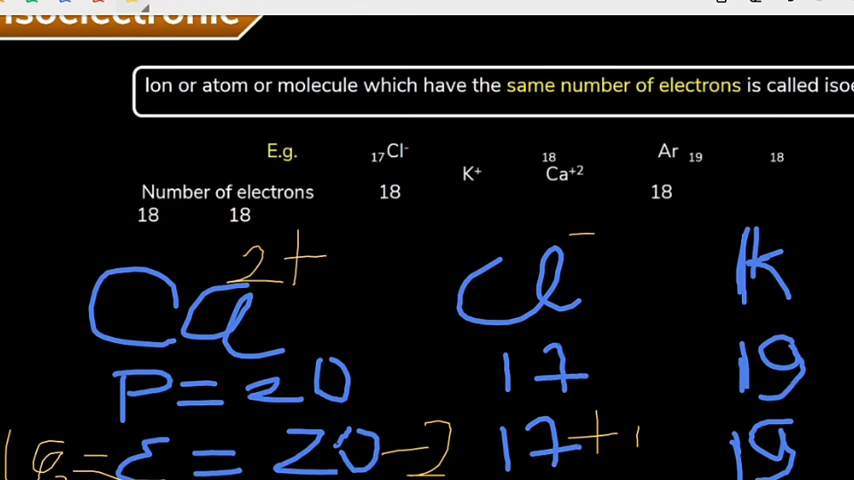 Isoelectronic
Ion or atom or molecule which have the same number of electrons is called isoe
E.g. 17Cl- 18 Ar 19 18
K+ Ca+2
Number of electrons 18 18
18 18
Ca2+ Cl- K
P = 20 17 19
18 = E = 20-2 17+1 19